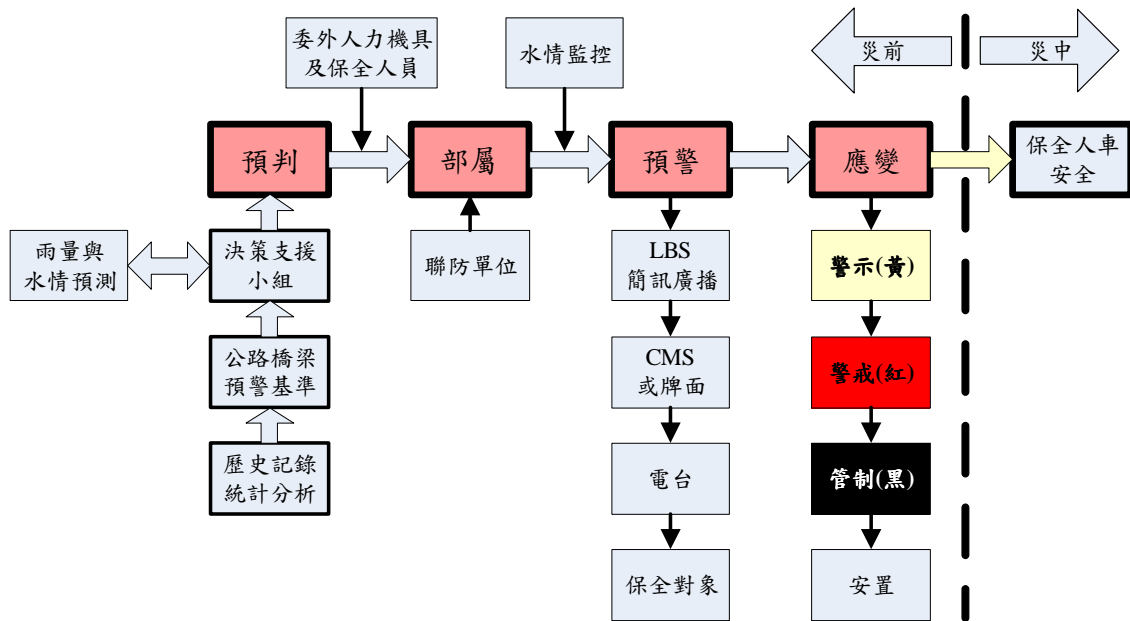 委外人力機具
及保全人員
水情監控
災前
災中
預判
部屬
預警
應變
保全人車
安全
雨量與
水情預測
決策支援
小組
聯防單位
LBS
簡訊廣播
警示(黃)
公路橋梁
預警基準
CMS
或牌面
警戒(紅)
歷史記錄
統計分析
電台
管制(黑)
保全對象
安置